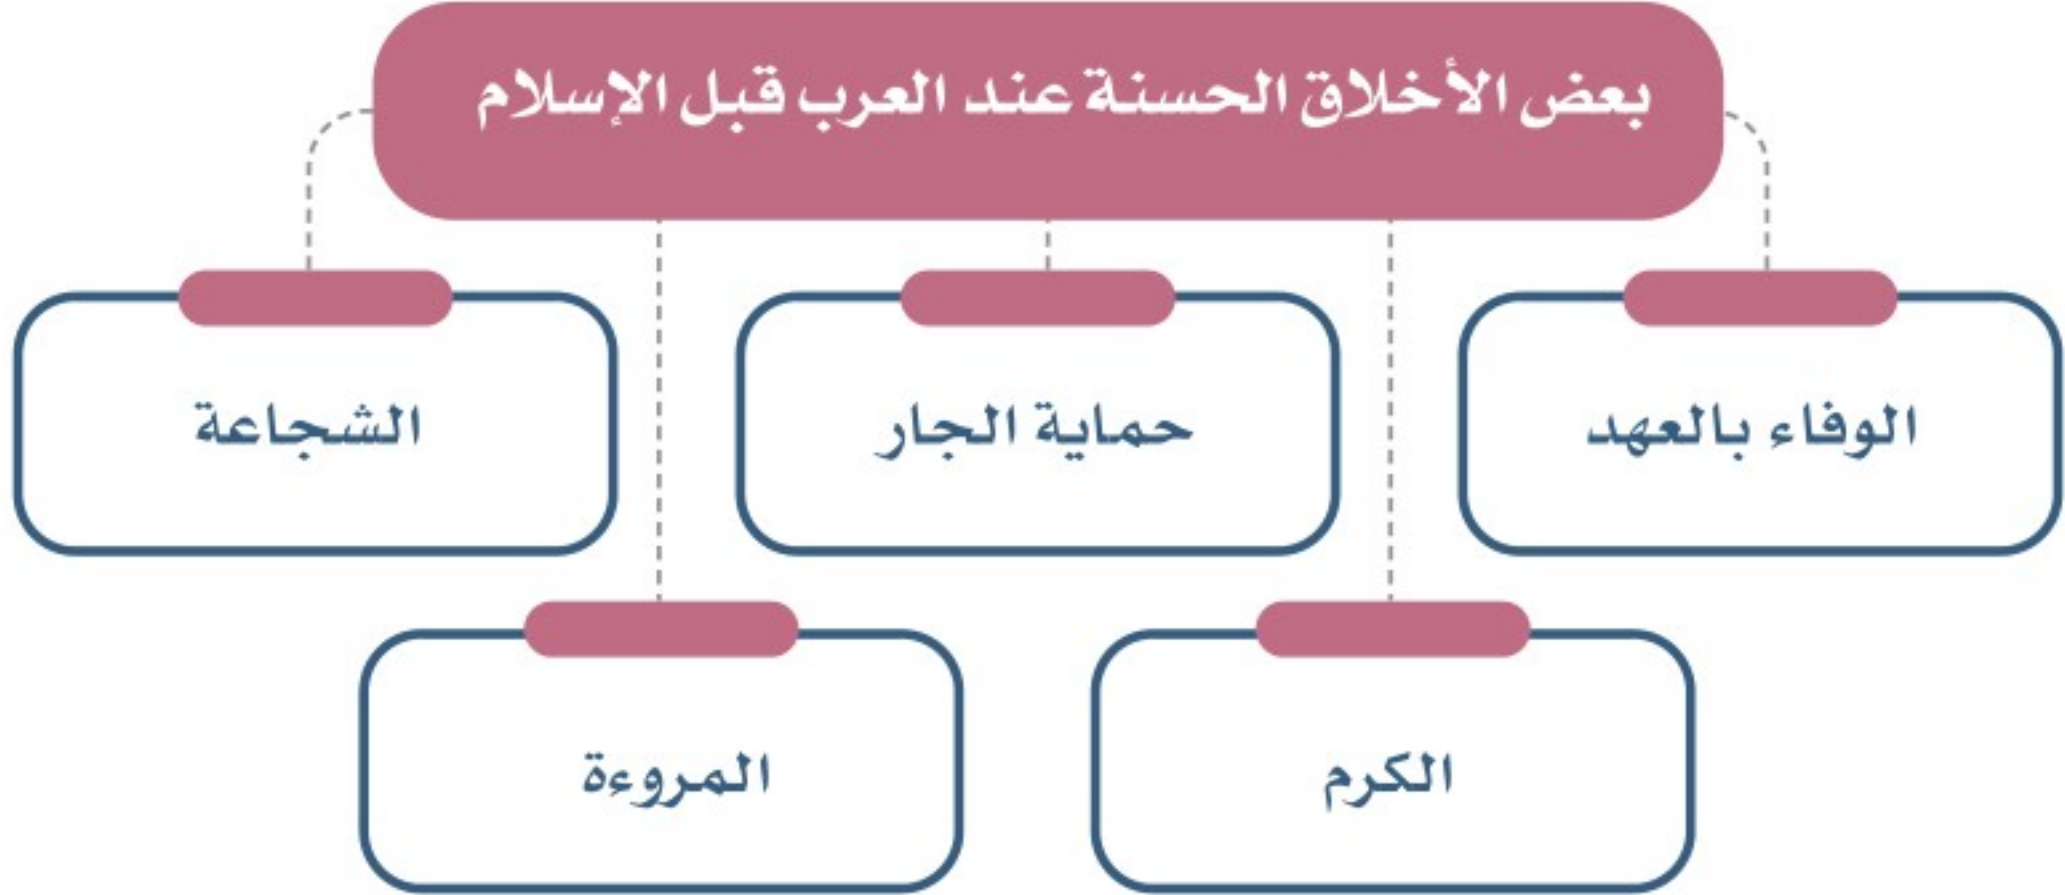 بعض الأخلاق الحسنة عند العرب قبل الإسلام
الوفاء بالعهد
حماية الجار
الشجاعة
الكرم
المروءة